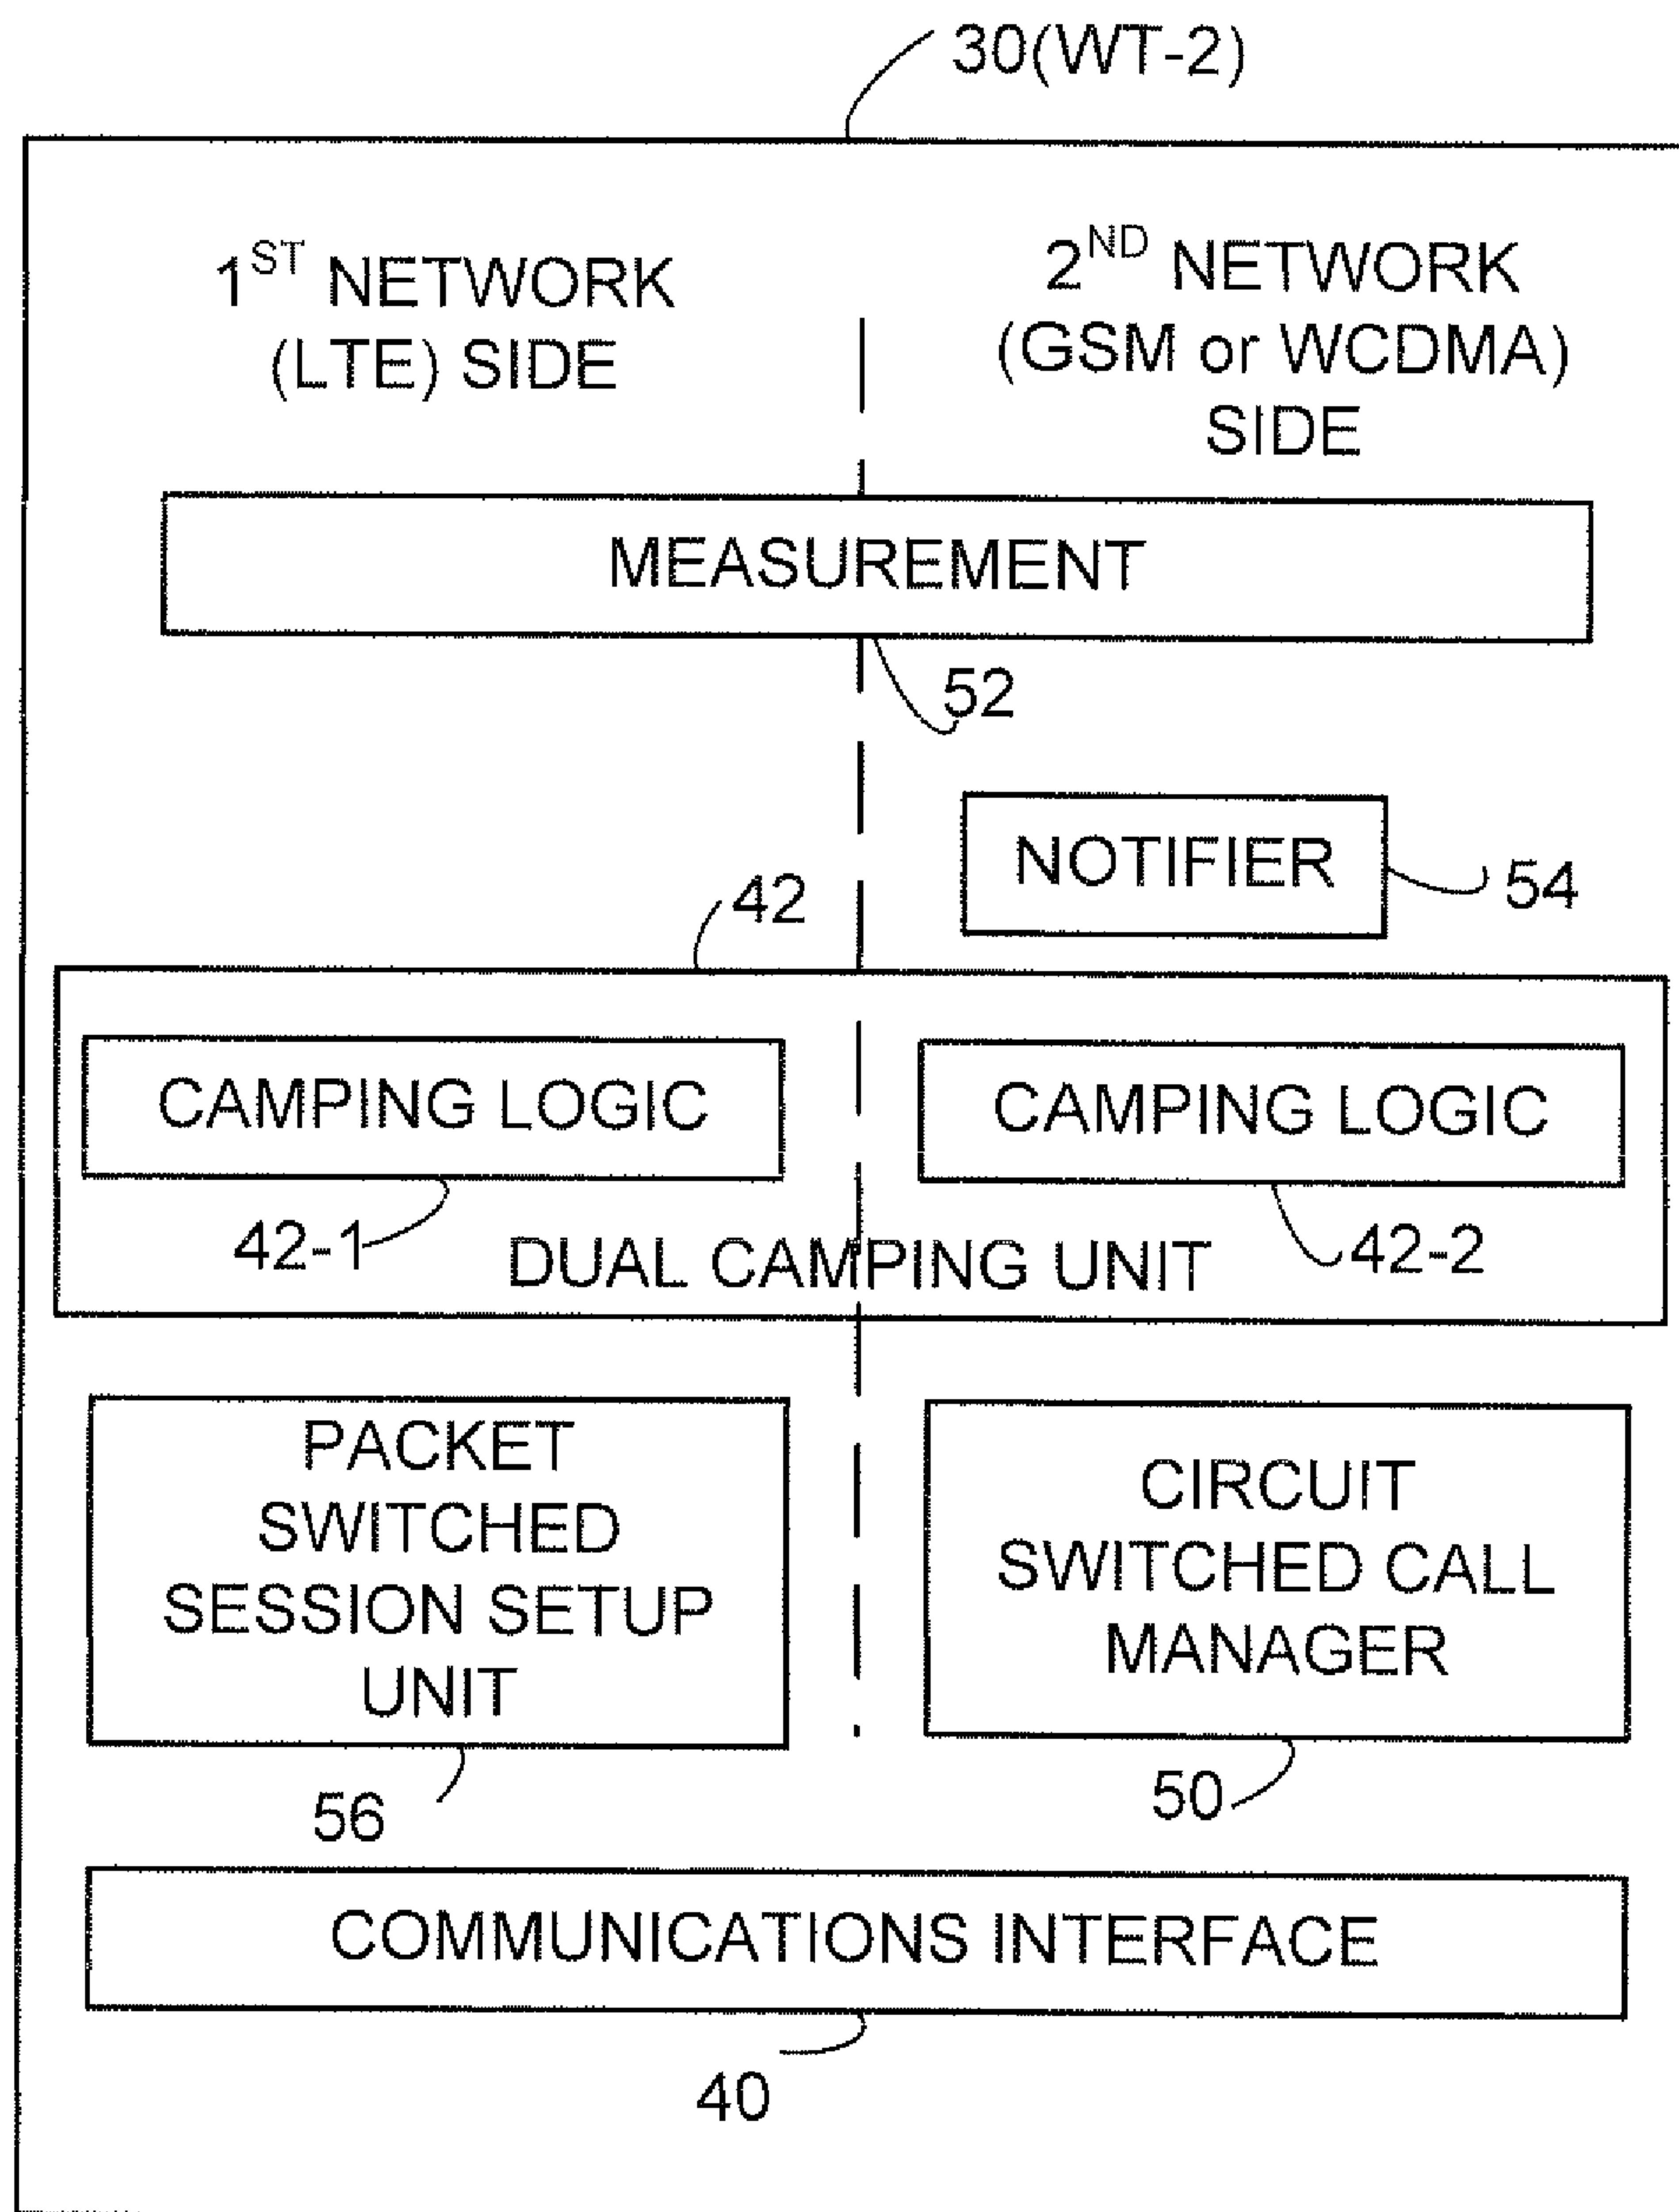 30(WT-2)
1ST NETWORK
(LTE) SIDE
2ND NETWORK
(GSM or WCDMA)
SIDE
MEASUREMENT
52
NOTIFIER
54
42
CAMPING LOGIC
CAMPING LOGIC
42-1
42-2
DUAL CAMPING UNIT
PACKET
SWITCHED
SESSION SETUP
UNIT
CIRCUIT
SWITCHED CALL
MANAGER
56
50
COMMUNICATIONS INTERFACE
40